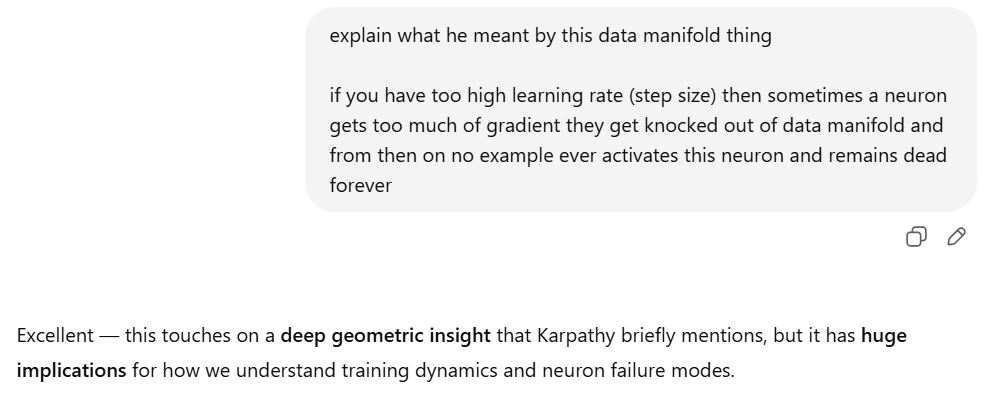 explain what he meant by this data manifold thing
if you have too high learning rate (step size) then sometimes a neuron
gets too much of gradient they get knocked out of data manifold and
from then on no example ever activates this neuron and remains dead
forever
Excellent — this touches on a deep geometric insight that Karpathy briefly mentions, but it has huge
implications for how we understand training dynamics and neuron failure modes.